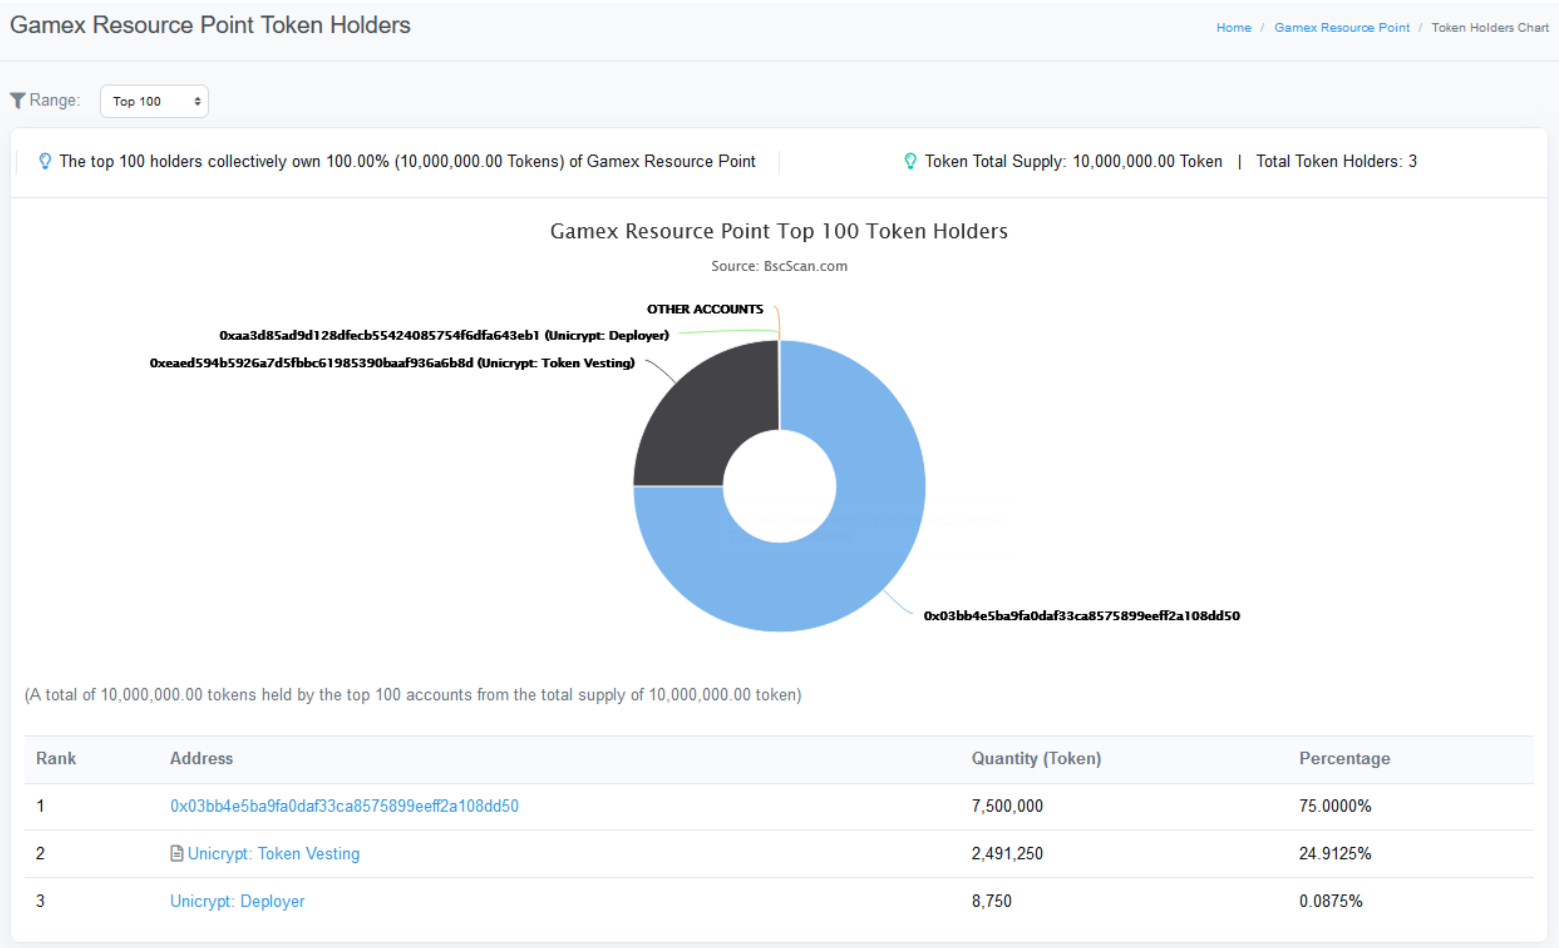 Gamex Resource Point Token Holders
Home / Gamex Resource Point / Token Holders Chart
Range: Top 100
The top 100 holders collectively own 100.00% (10,000,000.00 Tokens) of Gamex Resource Point
Token Total Supply: 10,000,000.00 Token | Total Token Holders: 3
Gamex Resource Point Top 100 Token Holders
Source: BscScan.com
OTHER ACCOUNTS
0xaa3d85ad9d128dfecb55424085754f6dfa643eb1 (Unicrypt: Deployer)
0xeaed594b5926a7d5fbbc61985390baaf936a6b8d (Unicrypt: Token Vesting)
0x03bb4e5ba9fa0daf33ca8575899eeff2a108dd50
(A total of 10,000,000.00 tokens held by the top 100 accounts from the total supply of 10,000,000.00 token)
Rank Address Quantity (Token) Percentage
1 0x03bb4e5ba9fa0daf33ca8575899eeff2a108dd50 7,500,000 75.0000%
2 Unicrypt: Token Vesting 2,491,250 24.9125%
3 Unicrypt: Deployer 8,750 0.0875%